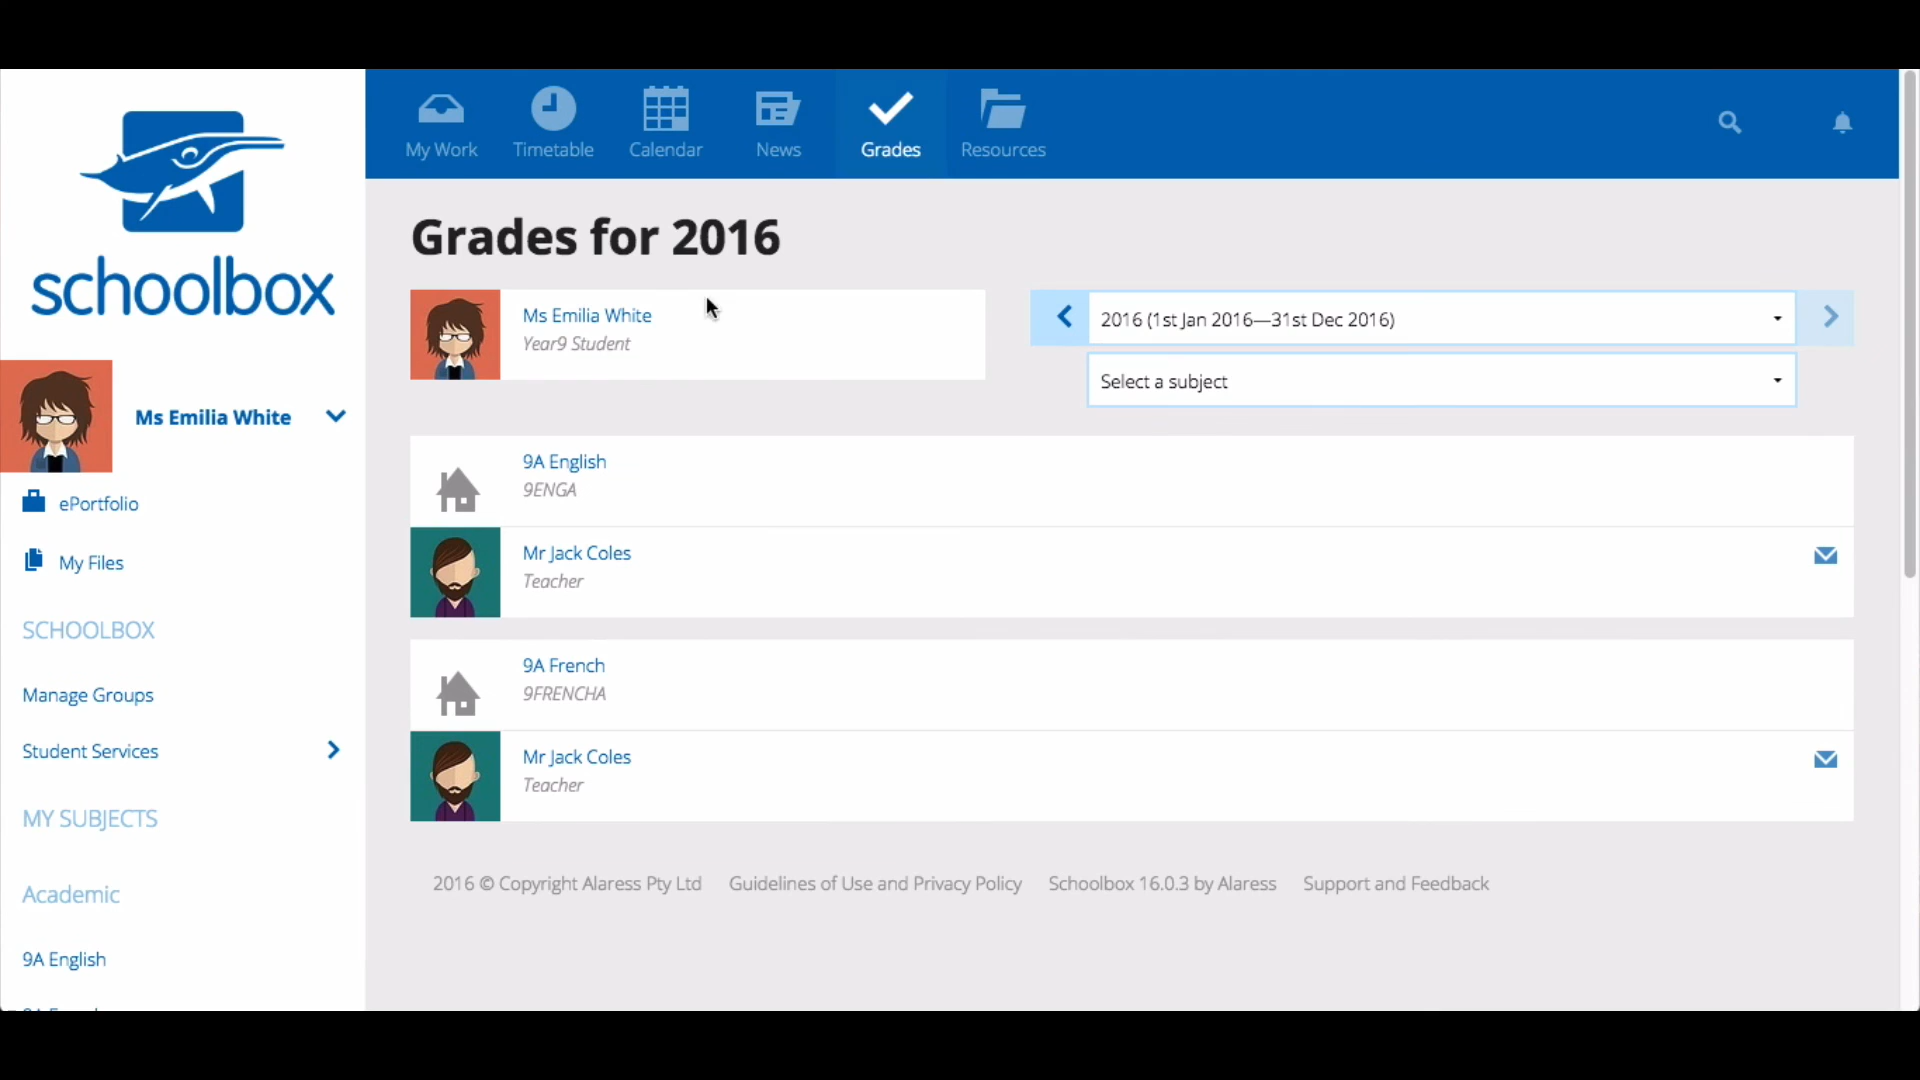 schoolbox
Ms Emilia White
ePortfolio
My Files
SCHOOLBOX
Manage Groups
Student Services
MY SUBJECTS
Academic
9A English
My Work
Timetable
Calendar
News
Grades
Resources
Grades for 2016
Ms Emilia White
Year9 Student
2016 (1st Jan 2016—31st Dec 2016)
Select a subject
9A English
9ENGA
Mr Jack Coles
Teacher
9A French
9FRENCHA
Mr Jack Coles
Teacher
2016 © Copyright Alaress Pty Ltd
Guidelines of Use and Privacy Policy
Schoolbox 16.0.3 by Alaress
Support and Feedback